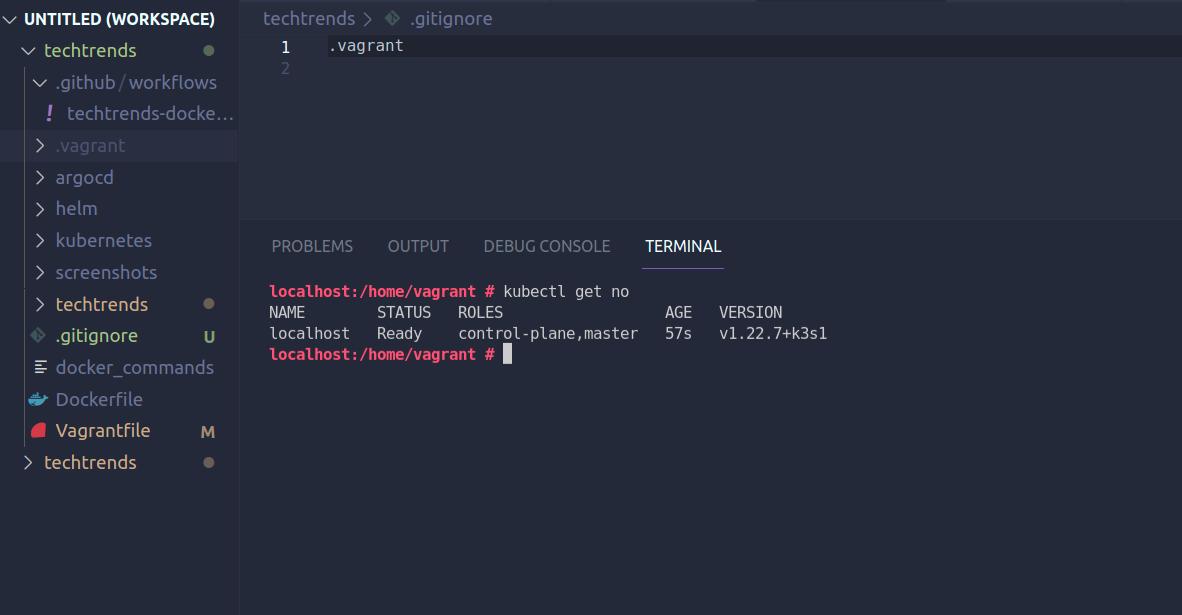 UNTITLED (WORKSPACE)
techtrends
.github/workflows
! techtrends-docke...
.vagrant
argocd
helm
kubernetes
screenshots
techtrends
.gitignore U
docker_commands
Dockerfile
Vagrantfile M
techtrends
techtrends > .gitignore
1 .vagrant
2
PROBLEMS OUTPUT DEBUG CONSOLE TERMINAL
localhost:/home/vagrant # kubectl get no
NAME STATUS ROLES AGE VERSION
localhost Ready control-plane,master 57s v1.22.7+k3s1
localhost:/home/vagrant #